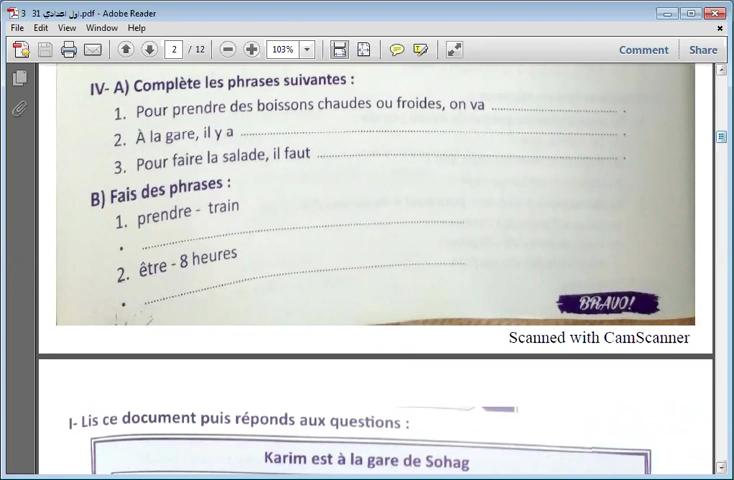 3 31 اول اعدادي.pdf - Adobe Reader
File Edit View Window Help
2 / 12 103% Comment Share
IV- A) Complète les phrases suivantes :
1. Pour prendre des boissons chaudes ou froides, on va .................... .
2. À la gare, il y a .................... .
3. Pour faire la salade, il faut .................... .
B) Fais des phrases :
1. prendre - train
• ....................
2. être - 8 heures
• ....................
BRAVO!
Scanned with CamScanner
I- Lis ce document puis réponds aux questions :
Karim est à la gare de Sohag